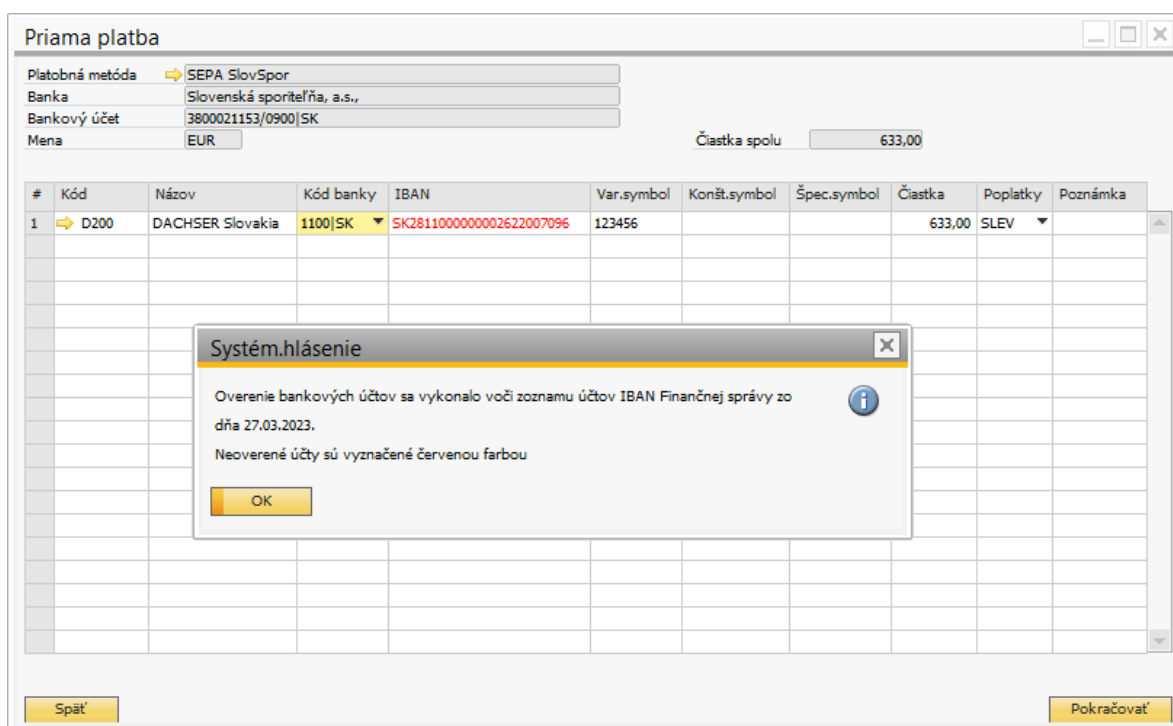 Priama platba
Platobná metóda SEPA SlovSpor
Banka Slovenská sporiteľňa, a.s.,
Bankový účet 3800021153/0900|SK
Mena EUR Čiastka spolu 633,00
# Kód Názov Kód banky IBAN Var.symbol Konšt.symbol Špec.symbol Čiastka Poplatky Poznámka
1 D200 DACHSER Slovakia 1100|SK SK2811000000002622007096 123456 633,00 SLEV
Systém.hlásenie
Overenie bankových účtov sa vykonalo voči zoznamu účtov IBAN Finančnej správy zo
dňa 27.03.2023.
Neoverené účty sú vyznačené červenou farbou
OK
Späť Pokračovať